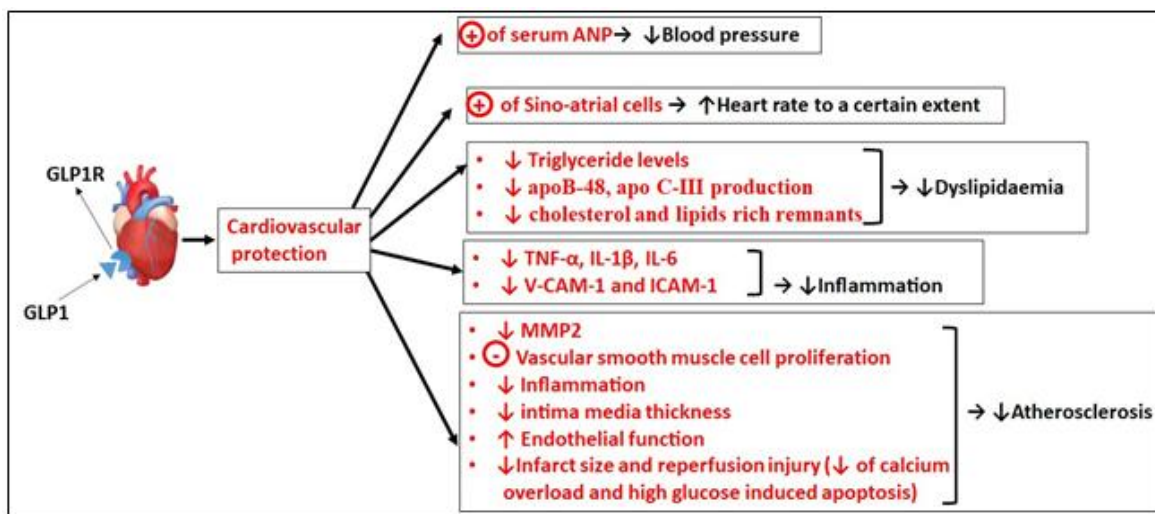 ⊕ of serum ANP → ↓Blood pressure
⊕ of Sino-atrial cells → ↑Heart rate to a certain extent
GLP1R
GLP1
Cardiovascular
protection
• ↓ Triglyceride levels
• ↓ apoB-48, apo C-III production
• ↓ cholesterol and lipids rich remnants
→ ↓Dyslipidaemia
• ↓ TNF-α, IL-1β, IL-6
• ↓ V-CAM-1 and ICAM-1
→ ↓Inflammation
• ↓ MMP2
• ⊖ Vascular smooth muscle cell proliferation
• ↓ Inflammation
• ↓ intima media thickness
• ↑ Endothelial function
• ↓Infarct size and reperfusion injury (↓ of calcium
overload and high glucose induced apoptosis)
→ ↓Atherosclerosis